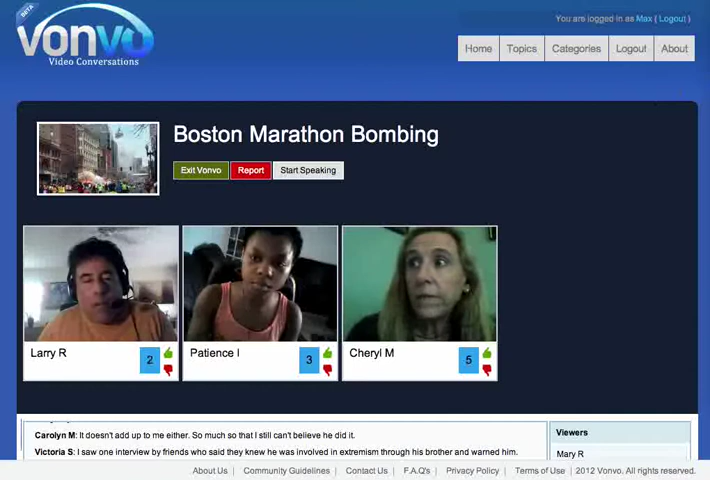 BETA
vonvo
Video Conversations
You are logged in as Max ( Logout )
Home Topics Categories Logout About
Boston Marathon Bombing
Exit Vonvo Report Start Speaking
Larry R 2
Patience I 3
Cheryl M 5
Carolyn M: It doesn't add up to me either. So much so that I still can't believe he did it.
Victoria S: I saw one interview by friends who said they knew he was involved in extremism through his brother and warned him.
Viewers
Mary R
About Us | Community Guidelines | Contact Us | F.A.Q's | Privacy Policy | Terms of Use | 2012 Vonvo. All rights reserved.